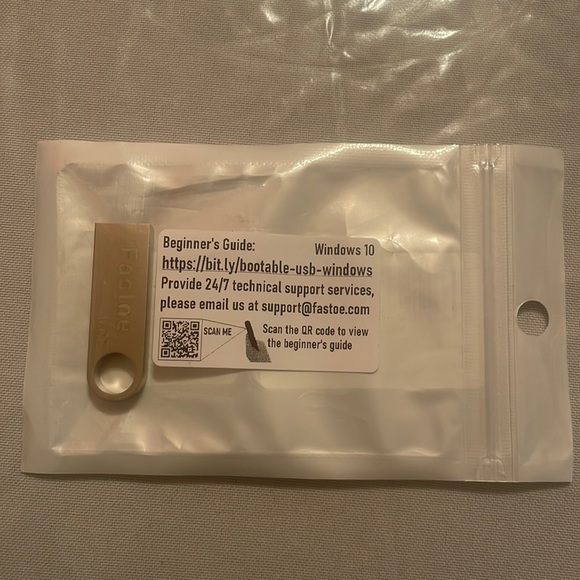 Beginner's Guide: Windows 10
https://bit.ly/bootable-usb-windows
Provide 24/7 technical support services,
please email us at support@fastoe.com
SCAN ME
Scan the QR code to view
the beginner's guide